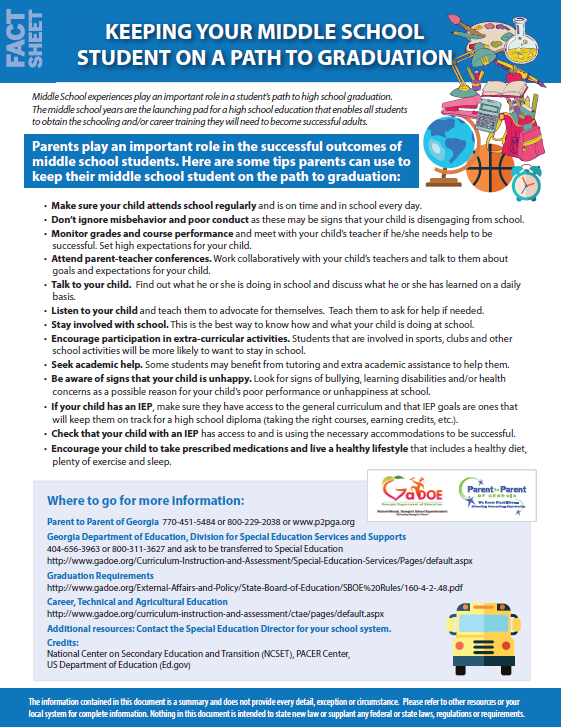 FACT
SHEET
KEEPING YOUR MIDDLE SCHOOL
STUDENT ON A PATH TO GRADUATION
Middle School experiences play an important role in a student's path to high school graduation.
The middle school years are the launching pad for a high school education that enables all students
to obtain the schooling and/or career training they will need to become successful adults.
Parents play an important role in the successful outcomes of
middle school students. Here are some tips parents can use to
keep their middle school student on the path to graduation:
• Make sure your child attends school regularly and is on time and in school every day.
• Don't ignore misbehavior and poor conduct as these may be signs that your child is disengaging from school.
• Monitor grades and course performance and meet with your child's teacher if he/she needs help to be
successful. Set high expectations for your child.
• Attend parent-teacher conferences. Work collaboratively with your child's teachers and talk to them about
goals and expectations for your child.
• Talk to your child. Find out what he or she is doing in school and discuss what he or she has learned on a daily
basis.
• Listen to your child and teach them to advocate for themselves. Teach them to ask for help if needed.
• Stay involved with school. This is the best way to know how and what your child is doing at school.
• Encourage participation in extra-curricular activities. Students that are involved in sports, clubs and other
school activities will be more likely to want to stay in school.
• Seek academic help. Some students may benefit from tutoring and extra academic assistance to help them.
• Be aware of signs that your child is unhappy. Look for signs of bullying, learning disabilities and/or health
concerns as a possible reason for your child's poor performance or unhappiness at school.
• If your child has an IEP, make sure they have access to the general curriculum and that IEP goals are ones that
will keep them on track for a high school diploma (taking the right courses, earning credits, etc.).
• Check that your child with an IEP has access to and is using the necessary accommodations to be successful.
• Encourage your child to take prescribed medications and live a healthy lifestyle that includes a healthy diet,
plenty of exercise and sleep.
GaDOE
Georgia Department of Education
Richard Woods, Georgia's School Superintendent
Parent to Parent
OF GEORGIA
Where to go for more information:
Parent to Parent of Georgia 770-451-5484 or 800-229-2038 or www.p2pga.org
Georgia Department of Education, Division for Special Education Services and Supports
404-656-3963 or 800-311-3627 and ask to be transferred to Special Education
http://www.gadoe.org/Curriculum-Instruction-and-Assessment/Special-Education-Services/Pages/default.aspx
Graduation Requirements
http://www.gadoe.org/External-Affairs-and-Policy/State-Board-of-Education/SBOE%20Rules/160-4-2-.48.pdf
Career, Technical and Agricultural Education
http://www.gadoe.org/curriculum-instruction-and-assessment/ctae/pages/default.aspx
Additional resources: Contact the Special Education Director for your school system.
Credits:
National Center on Secondary Education and Transition (NCSET), PACER Center,
US Department of Education (Ed.gov)
The information contained in this document is a summary and does not provide every detail, exception or circumstance. Please refer to other resources or your
local system for complete information. Nothing in this document is intended to state new law or supplant any federal or state laws, regulations or requirements.